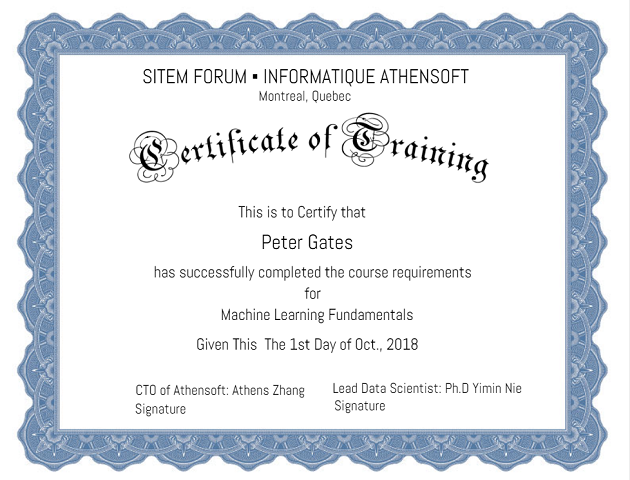 SITEM FORUM ▪ INFORMATIQUE ATHENSOFT
Montreal, Quebec
Certificate of Training
This is to Certify that
Peter Gates
has successfully completed the course requirements
for
Machine Learning Fundamentals
Given This The 1st Day of Oct., 2018
CTO of Athensoft: Athens Zhang
Signature
Lead Data Scientist: Ph.D Yimin Nie
Signature